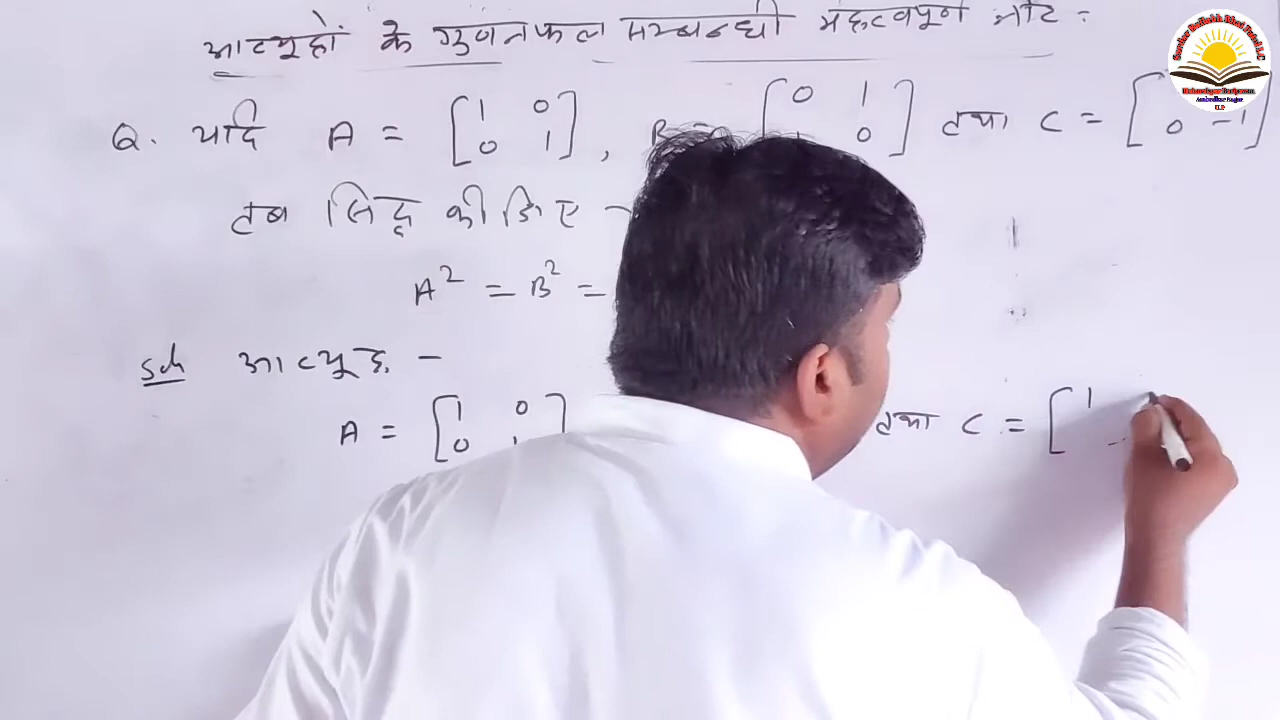 आव्यूहों के गुणनफल सम्बन्धी महत्वपूर्ण नोट :
Q. यदि A = [1 0 0 1], B = [0 1 0] तथा C = [0 -1]
तब सिद्ध कीजिए -
A² = B² =
Soln आव्यूह -
A = [1 0 0 1] तथा C = [1